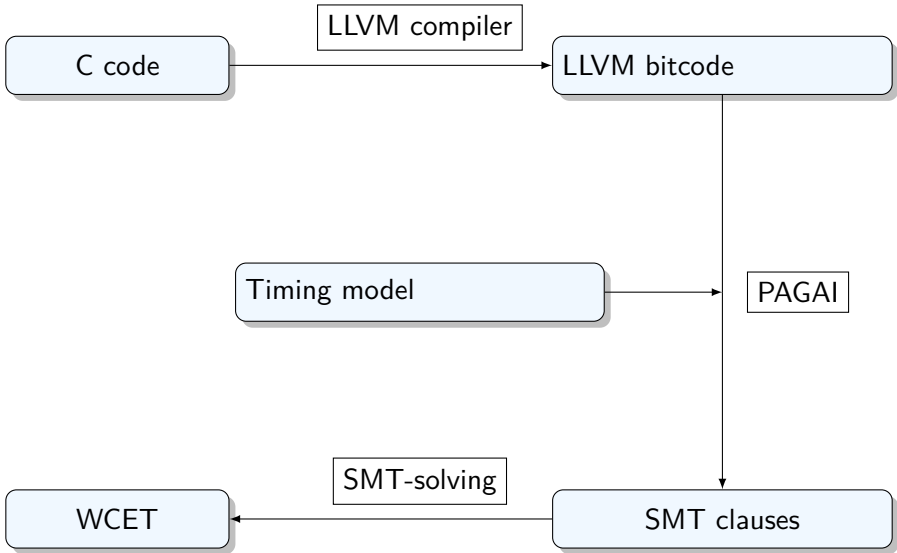 LLVM compiler
C code
LLVM bitcode
Timing model
PAGAI
SMT-solving
WCET
SMT clauses